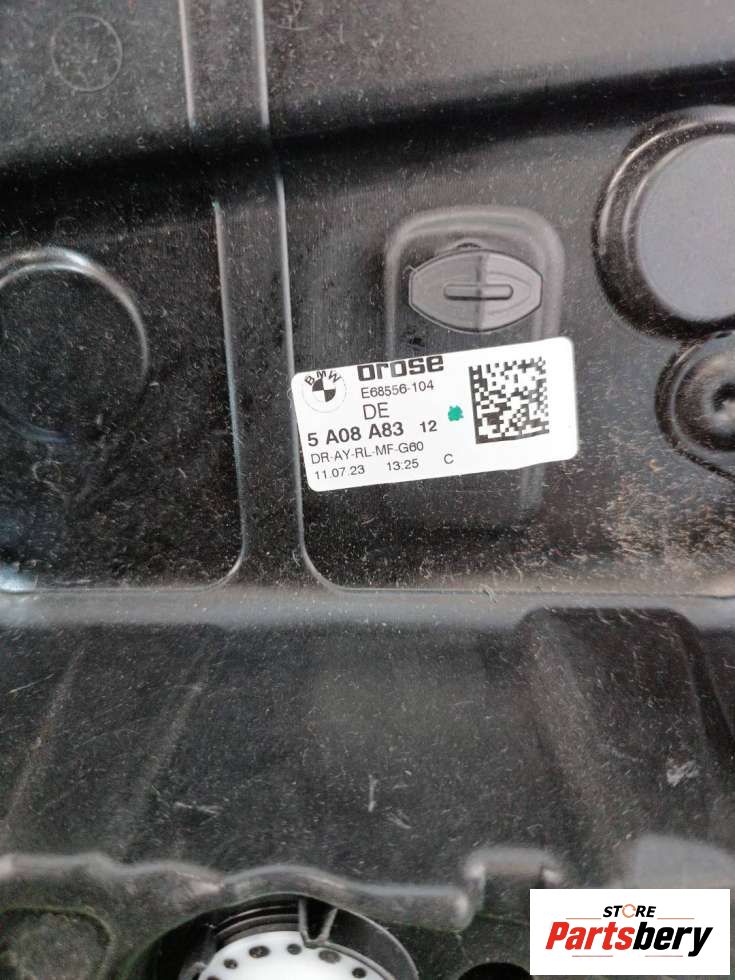 BMW
brose
E68556-104
DE
5 A08 A83 12
DR-AY-RL-MF-G60
11.07.23 13:25 C
STORE
Partsbery